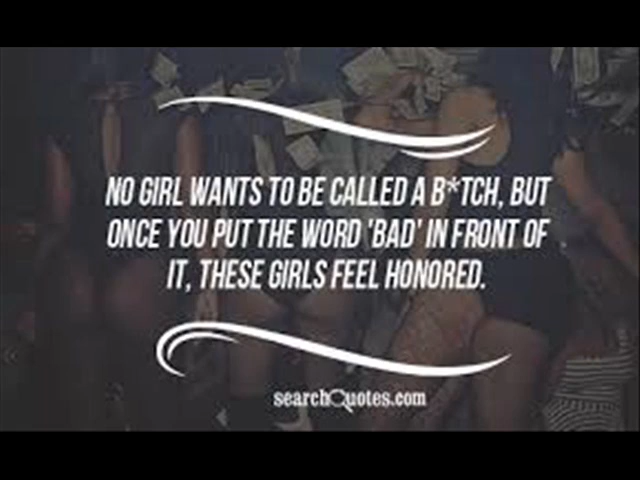 NO GIRL WANTS TO BE CALLED A B*TCH, BUT
ONCE YOU PUT THE WORD 'BAD' IN FRONT OF
IT, THESE GIRLS FEEL HONORED.
searchQuotes.com